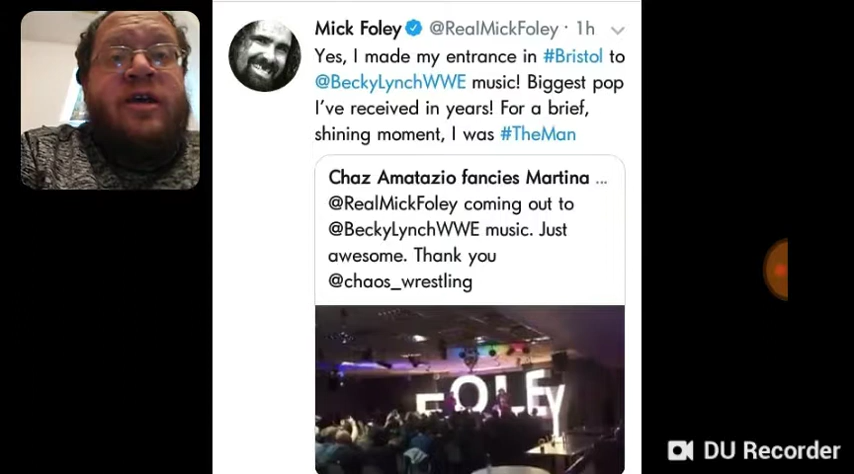 Mick Foley @RealMickFoley · 1h
Yes, I made my entrance in #Bristol to
@BeckyLynchWWE music! Biggest pop
I've received in years! For a brief,
shining moment, I was #TheMan
Chaz Amatazio fancies Martina ...
@RealMickFoley coming out to
@BeckyLynchWWE music. Just
awesome. Thank you
@chaos_wrestling
FOLEY
DU Recorder